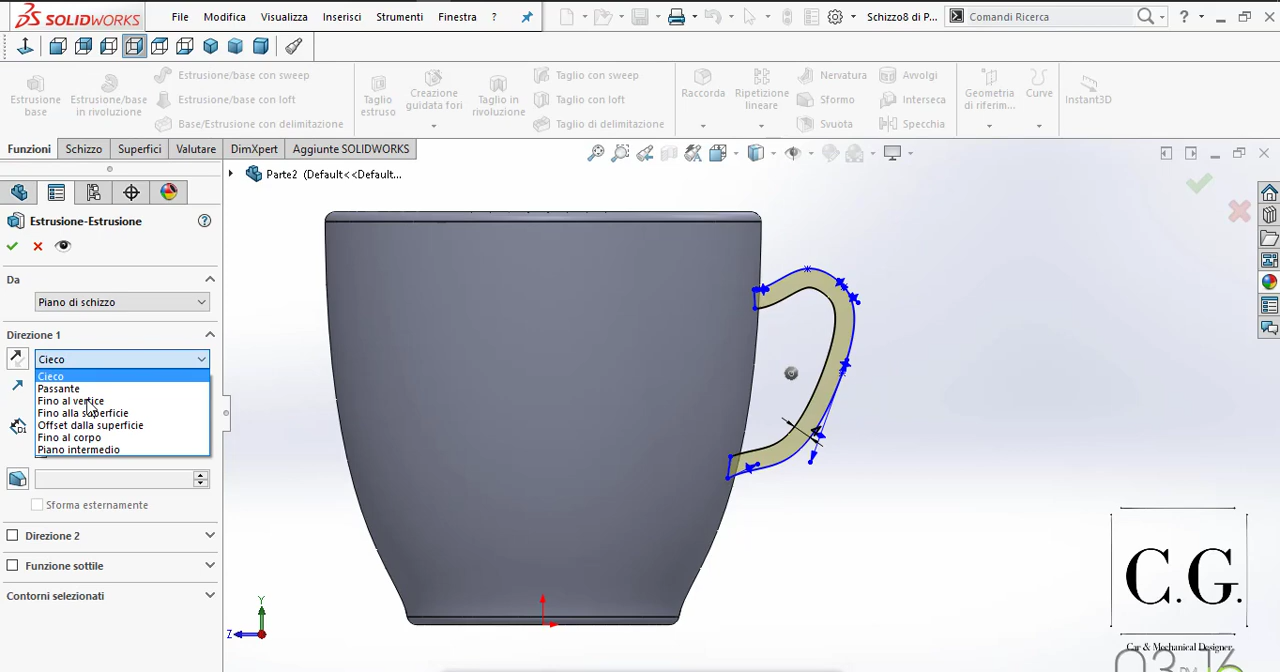 SOLIDWORKS File Modifica Visualizza Inserisci Strumenti Finestra ? Schizzo8 di P... Comandi Ricerca ?
Estrusione base
Estrusione/base in rivoluzione
Estrusione/base con sweep
Estrusione/base con loft
Base/Estrusione con delimitazione
Taglio estruso
Creazione guidata fori
Taglio in rivoluzione
Taglio con sweep
Taglio con loft
Taglio di delimitazione
Raccorda
Ripetizione lineare
Nervatura
Sformo
Svuota
Avvolgi
Interseca
Specchia
Geometria di riferim...
Curve
Instant3D
Funzioni Schizzo Superfici Valutare DimXpert Aggiunte SOLIDWORKS
Parte2 (Default<<Default...
Estrusione-Estrusione ?
Da
Piano di schizzo
Direzione 1
Cieco
Cieco
Passante
Fino al vertice
Fino alla superficie
Offset dalla superficie
Fino al corpo
Piano intermedio
D1
Sforma esternamente
Direzione 2
Funzione sottile
Contorni selezionati
Y
Z
C.G.
Car & Mechanical Designer